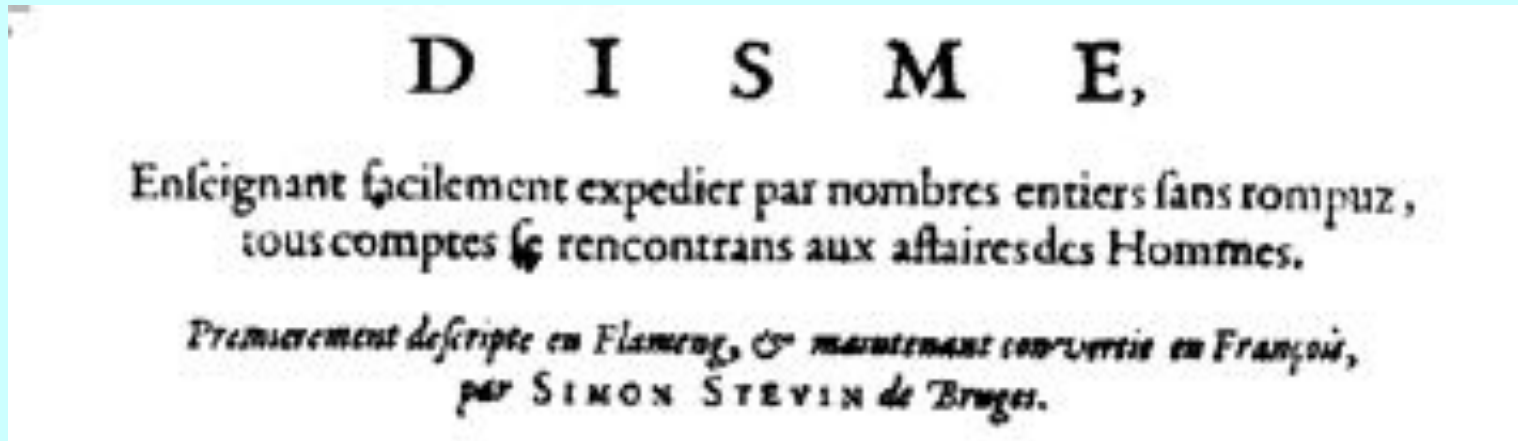 D I S M E,
Enſeignant facilement expedier par nombres entiers ſans rompuz,
tous comptes ſe rencontrans aux affaires des Hommes.
Premierement deſcripte en Flameng, & maintenant convertie en François,
par SIMON STEVIN de Bruges.